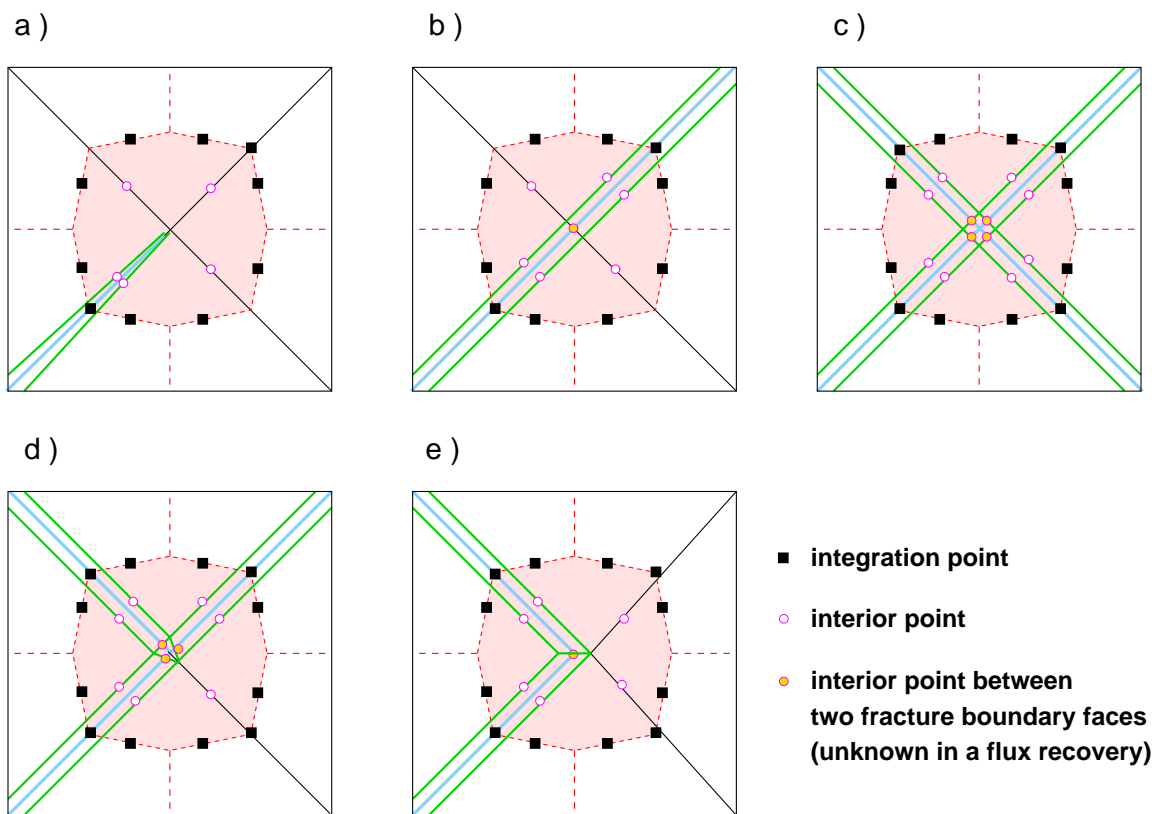 a )
b )
c )
d )
e )
integration point
interior point
interior point between
two fracture boundary faces
(unknown in a flux recovery)